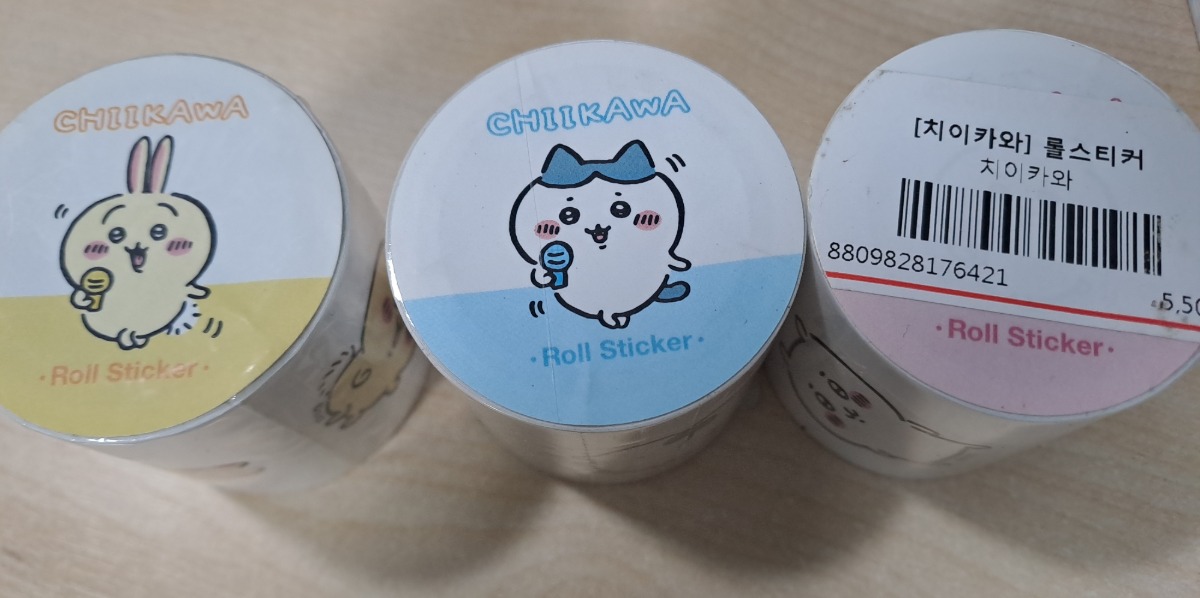 CHIIKAWA
·Roll Sticker·
CHIIKAWA
·Roll Sticker·
[치이카와] 롤스티커
치이카와
8809828176421
·Roll Sticker·